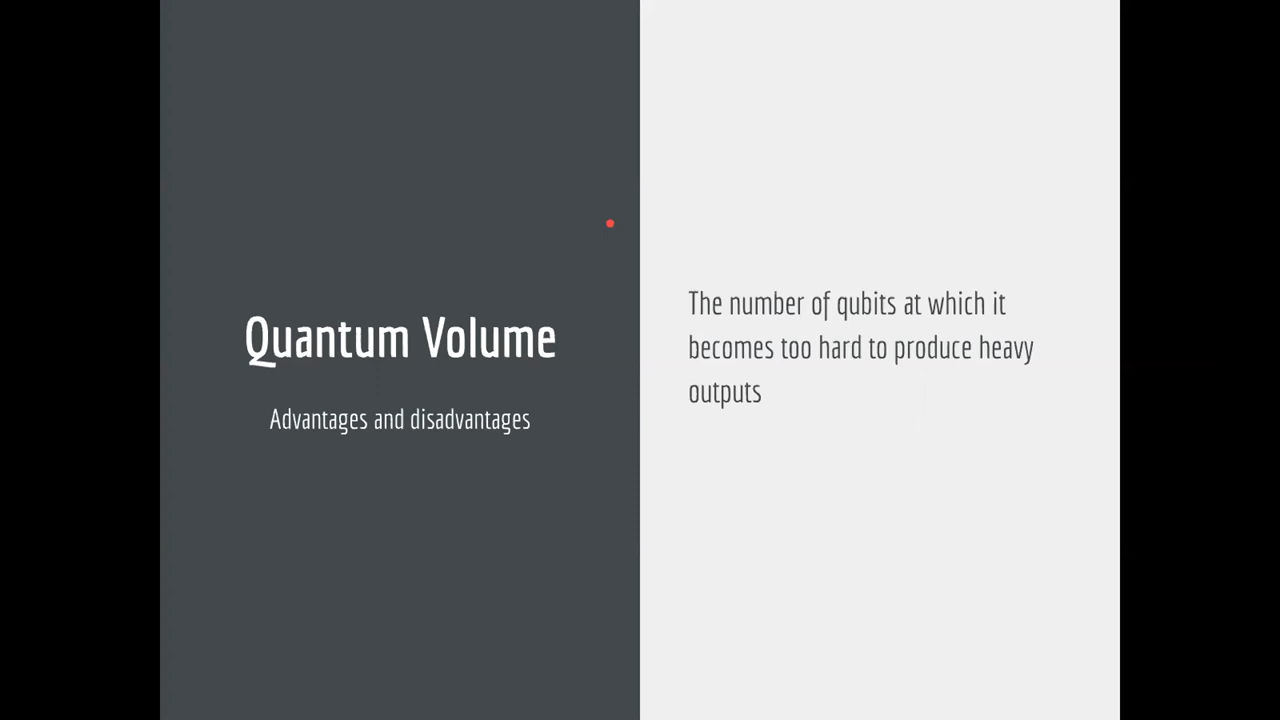 Quantum Volume
Advantages and disadvantages
The number of qubits at which it
becomes too hard to produce heavy
outputs